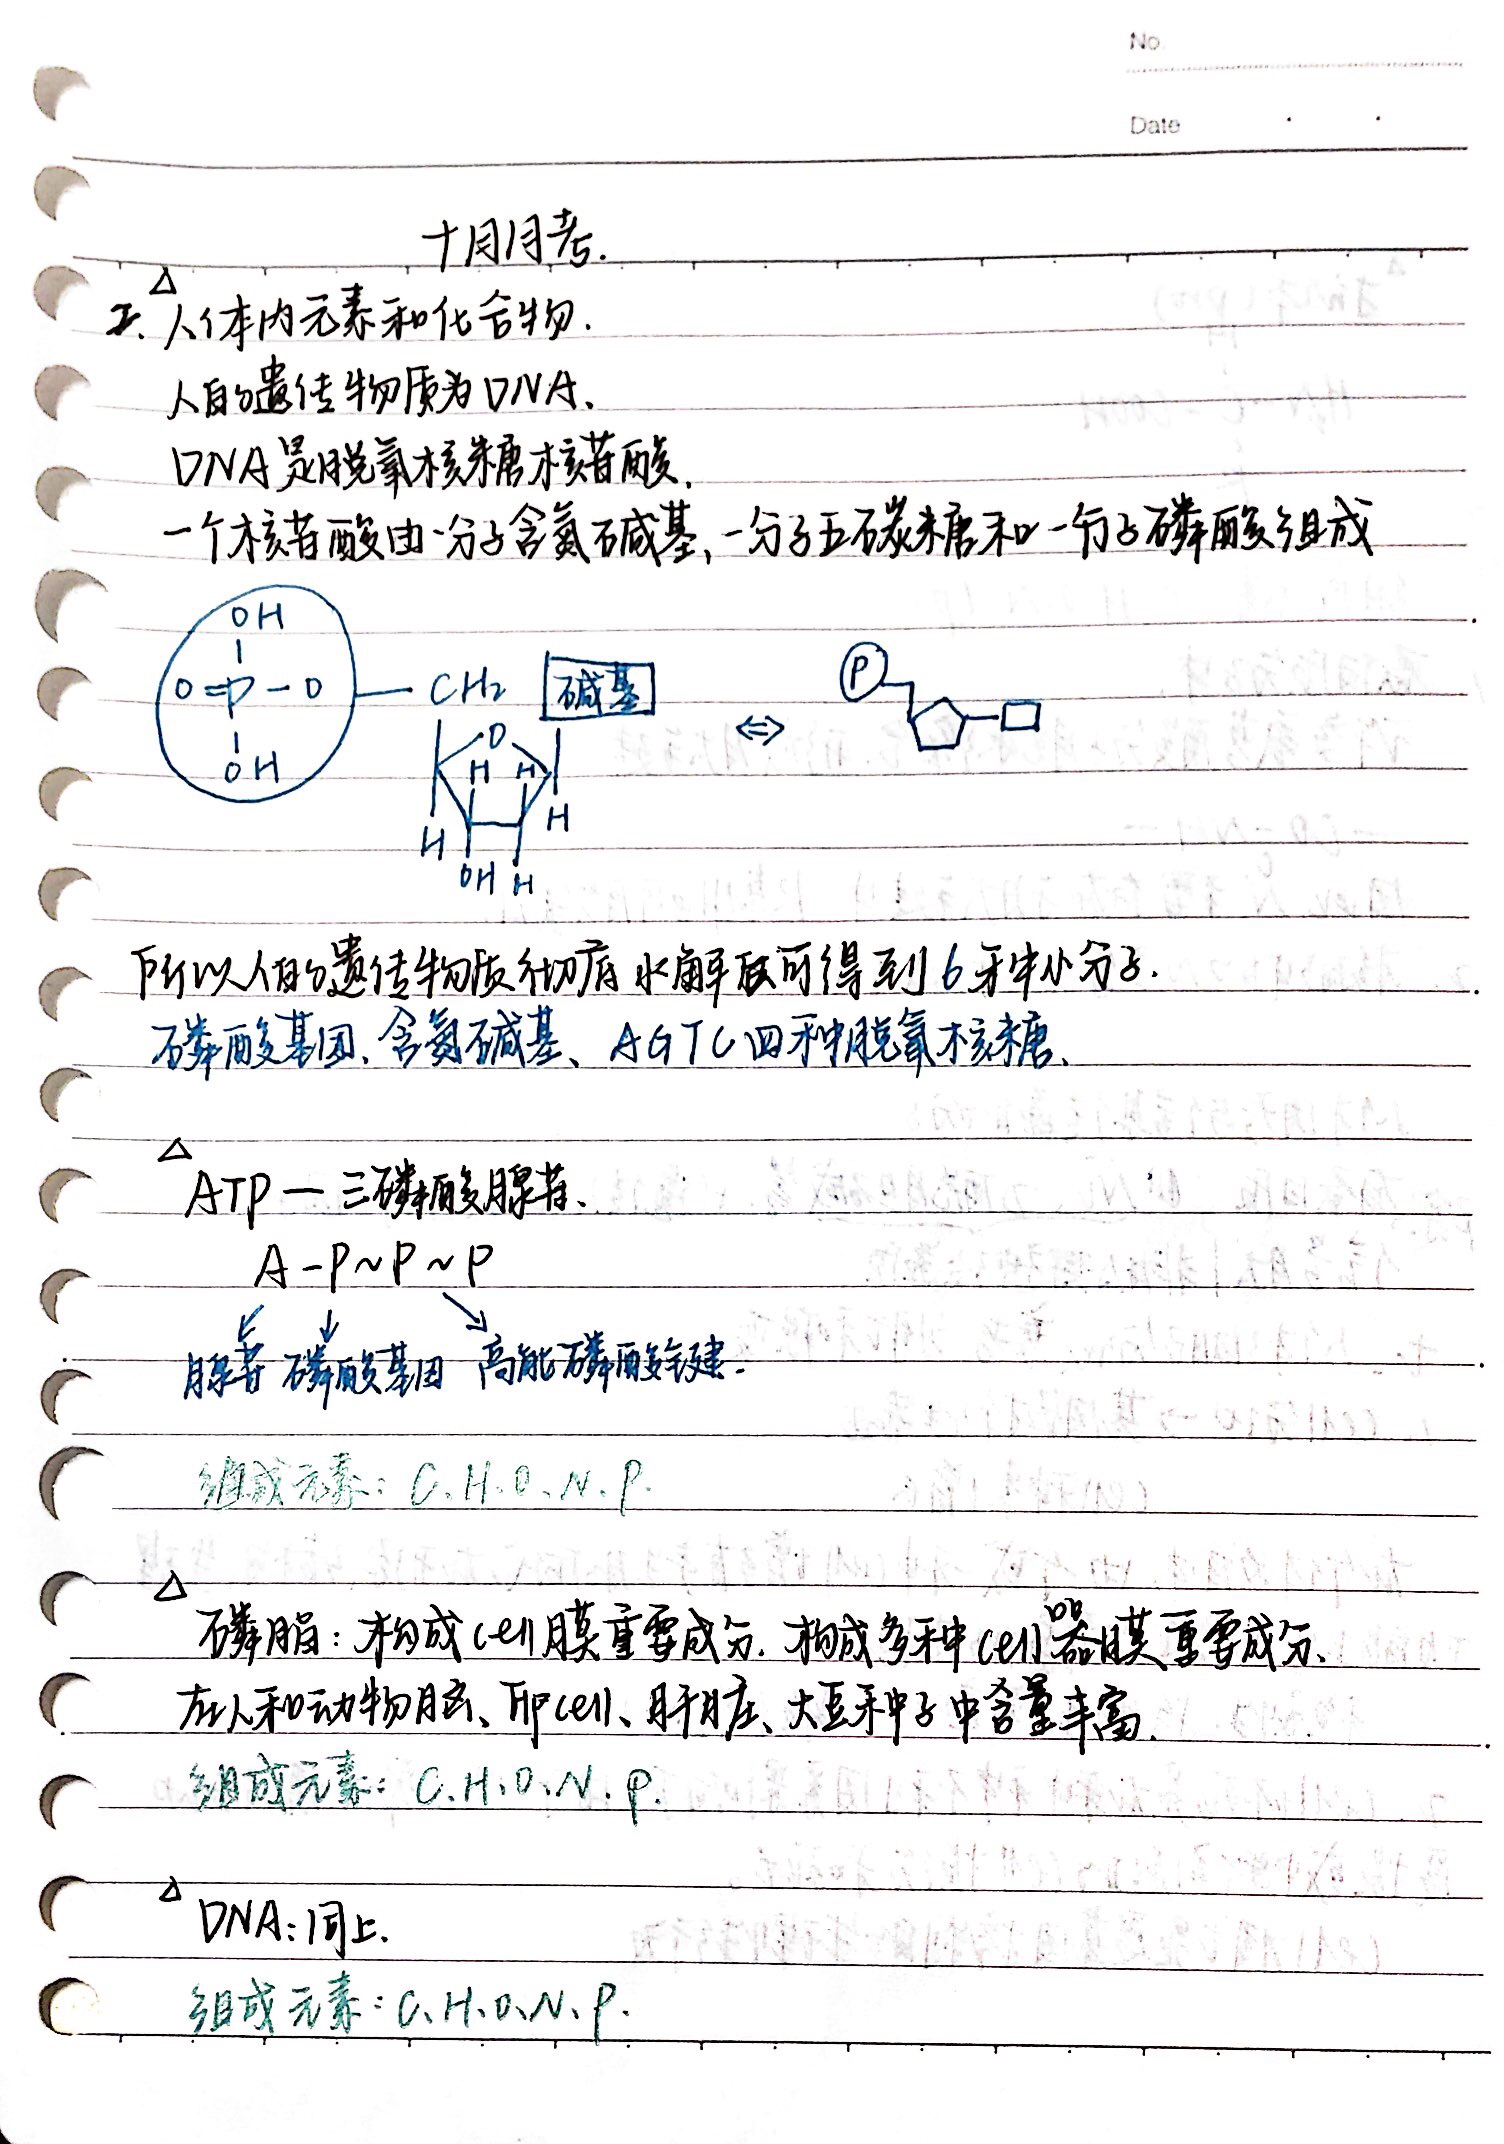 No.
Date
十月月考.
2. 人体内元素和化合物.
人的遗传物质为DNA.
DNA是脱氧核糖核苷酸.
一个核苷酸由一分子含氮碱基、一分子五碳糖和一分子磷酸组成
OH
O=P-O — CH₂ 碱基
OH
O
H H
H H
OH H
⇔
P
所以人的遗传物质彻底水解可得到6种小分子.
磷酸基团、含氮碱基、AGTC四种脱氧核糖、
ATP — 三磷酸腺苷、
A-P~P~P
腺苷 磷酸基团 高能磷酸键.
组成元素: C.H.O.N.P.
磷脂: 构成cell膜重要成分. 构成多种cell器膜重要成分、
在人和动物脑、卵cell、肝脏、大豆种子中含量丰富.
组成元素: C.H.O.N.P.
DNA: 同上.
组成元素: C、H.O.N.P.